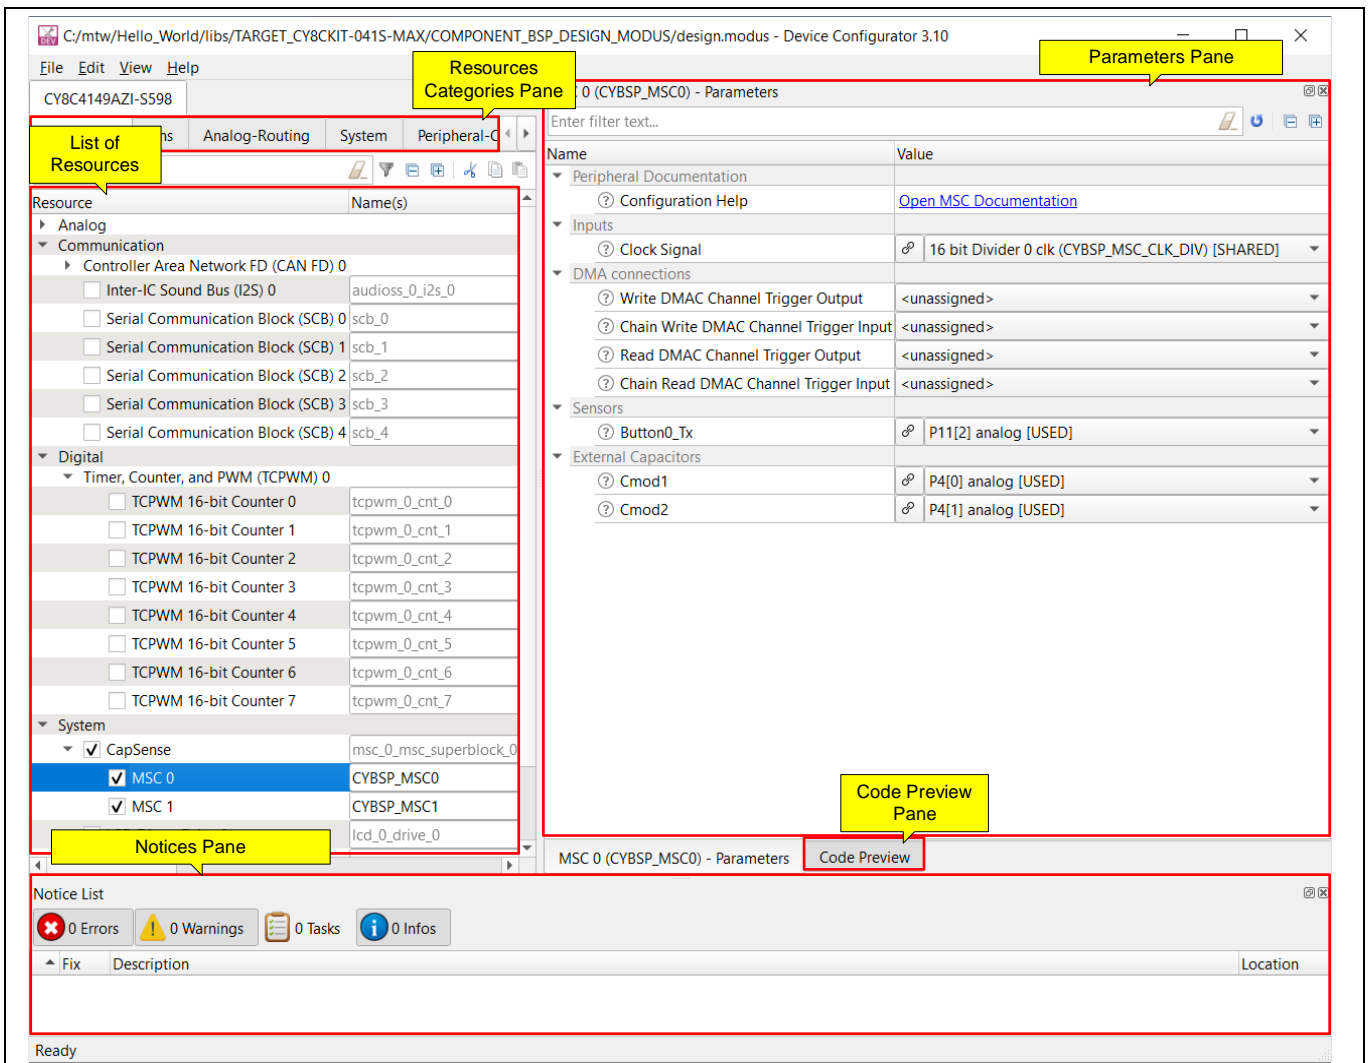 C:/mtw/Hello_World/libs/TARGET_CY8CKIT-041S-MAX/COMPONENT_BSP_DESIGN_MODUS/design.modus - Device Configurator 3.10
File Edit View Help
Resources
Categories Pane
Parameters Pane
CY8C4149AZI-S598
0 (CYBSP_MSC0) - Parameters
List of
Resources
Analog-Routing System Peripheral-C
Enter filter text...
Resource Name(s)
Analog
Communication
Controller Area Network FD (CAN FD) 0
Inter-IC Sound Bus (I2S) 0 audioss_0_i2s_0
Serial Communication Block (SCB) 0 scb_0
Serial Communication Block (SCB) 1 scb_1
Serial Communication Block (SCB) 2 scb_2
Serial Communication Block (SCB) 3 scb_3
Serial Communication Block (SCB) 4 scb_4
Digital
Timer, Counter, and PWM (TCPWM) 0
TCPWM 16-bit Counter 0 tcpwm_0_cnt_0
TCPWM 16-bit Counter 1 tcpwm_0_cnt_1
TCPWM 16-bit Counter 2 tcpwm_0_cnt_2
TCPWM 16-bit Counter 3 tcpwm_0_cnt_3
TCPWM 16-bit Counter 4 tcpwm_0_cnt_4
TCPWM 16-bit Counter 5 tcpwm_0_cnt_5
TCPWM 16-bit Counter 6 tcpwm_0_cnt_6
TCPWM 16-bit Counter 7 tcpwm_0_cnt_7
System
CapSense msc_0_msc_superblock_0
MSC 0 CYBSP_MSC0
MSC 1 CYBSP_MSC1
lcd_0_drive_0
Notices Pane
Name Value
Peripheral Documentation
Configuration Help Open MSC Documentation
Inputs
Clock Signal 16 bit Divider 0 clk (CYBSP_MSC_CLK_DIV) [SHARED]
DMA connections
Write DMAC Channel Trigger Output <unassigned>
Chain Write DMAC Channel Trigger Input <unassigned>
Read DMAC Channel Trigger Output <unassigned>
Chain Read DMAC Channel Trigger Input <unassigned>
Sensors
Button0_Tx P11[2] analog [USED]
External Capacitors
Cmod1 P4[0] analog [USED]
Cmod2 P4[1] analog [USED]
Code Preview
Pane
MSC 0 (CYBSP_MSC0) - Parameters Code Preview
Notice List
0 Errors 0 Warnings 0 Tasks 0 Infos
Fix Description Location
Ready